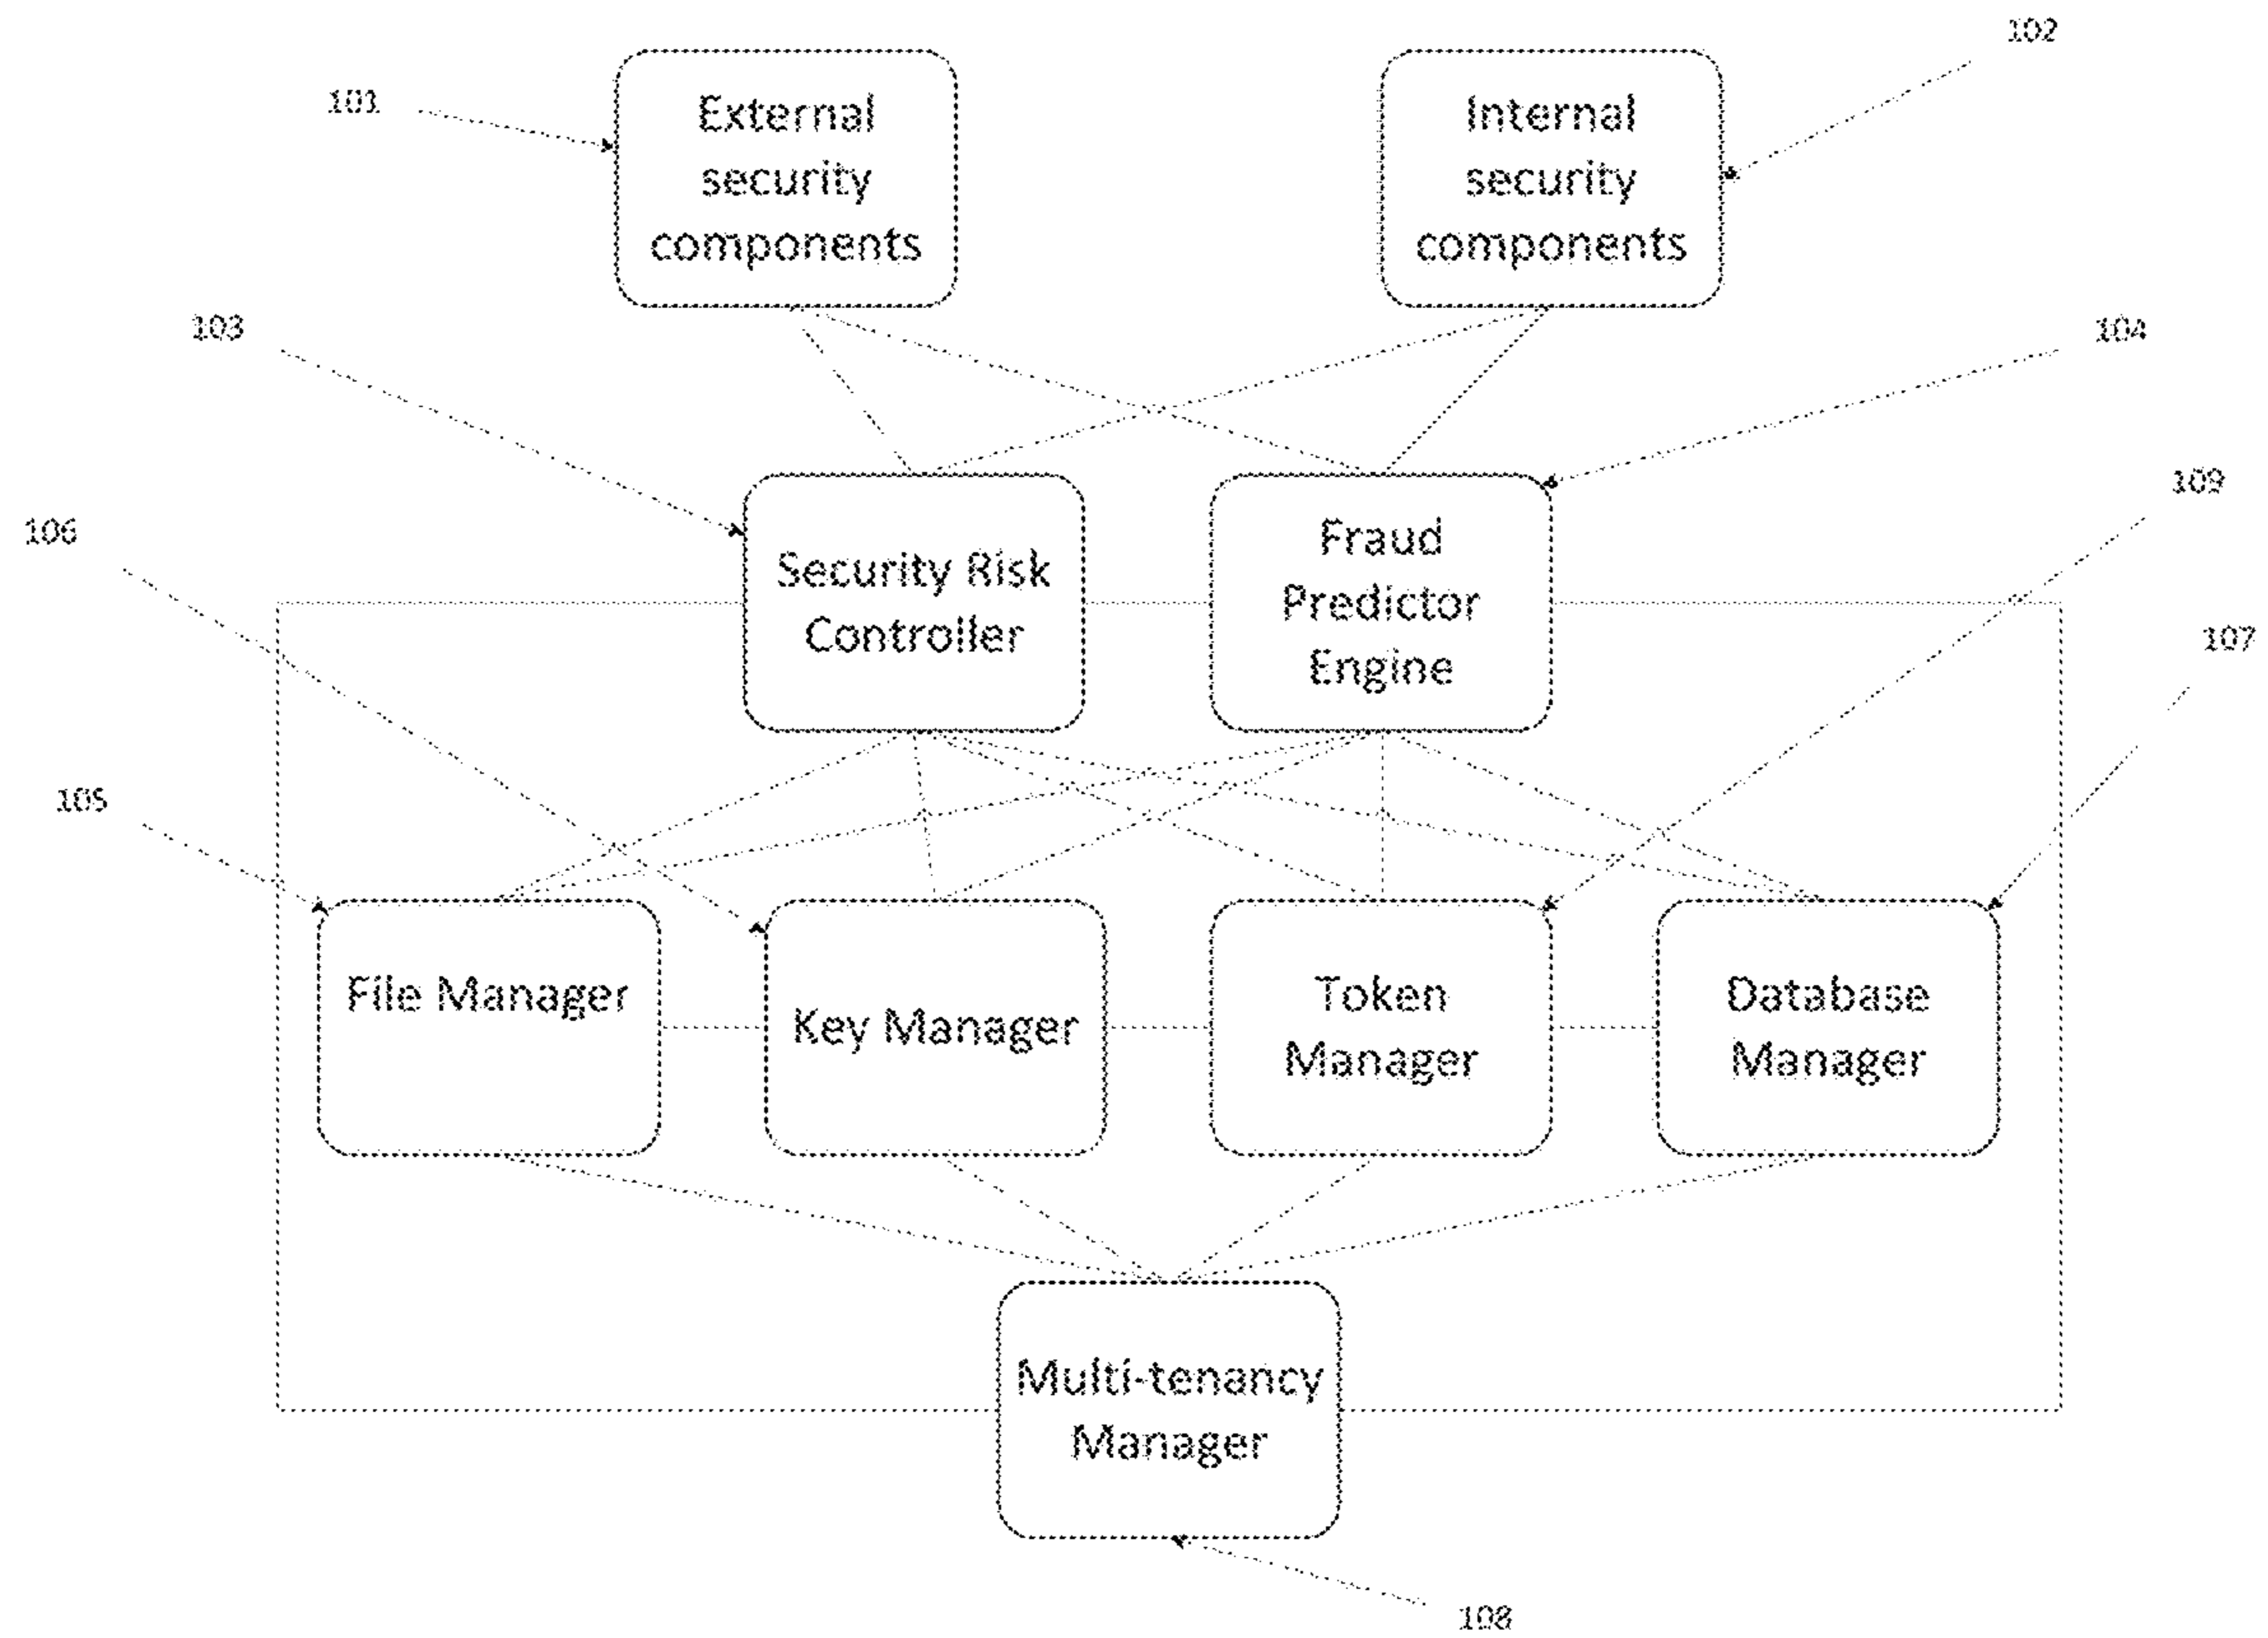 102
101
External
security
components
Internal
security
components
103
104
109
106
Security Risk
Controller
Fraud
Predictor
Engine
107
105
File Manager
Key Manager
Token
Manager
Database
Manager
Multi-tenancy
Manager
108